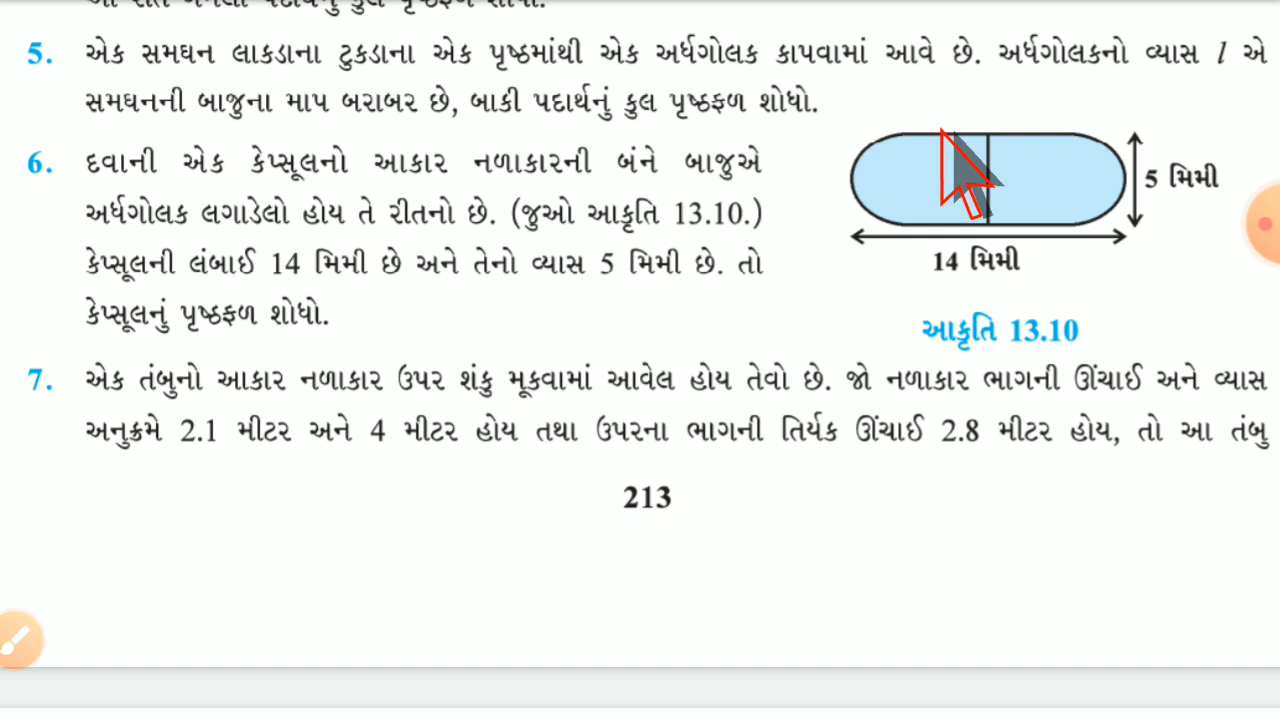 5. એક સમઘન લાકડાના ટુકડાના એક પૃષ્ઠમાંથી એક અર્ધગોલક કાપવામાં આવે છે. અર્ધગોલકનો વ્યાસ l એ
સમઘનની બાજુના માપ બરાબર છે, બાકી પદાર્થનું કુલ પૃષ્ઠફળ શોધો.
6. દવાની એક કેપ્સૂલનો આકાર નળાકારની બંને બાજુએ
અર્ધગોલક લગાડેલો હોય તે રીતનો છે. (જુઓ આકૃતિ 13.10.)
કેપ્સૂલની લંબાઈ 14 મિમી છે અને તેનો વ્યાસ 5 મિમી છે. તો
કેપ્સૂલનું પૃષ્ઠફળ શોધો.
5 મિમી
14 મિમી
આકૃતિ 13.10
7. એક તંબુનો આકાર નળાકાર ઉપર શંકુ મૂકવામાં આવેલ હોય તેવો છે. જો નળાકાર ભાગની ઊંચાઈ અને વ્યાસ
અનુક્રમે 2.1 મીટર અને 4 મીટર હોય તથા ઉપરના ભાગની તિર્યક ઊંચાઈ 2.8 મીટર હોય, તો આ તંબુ
213